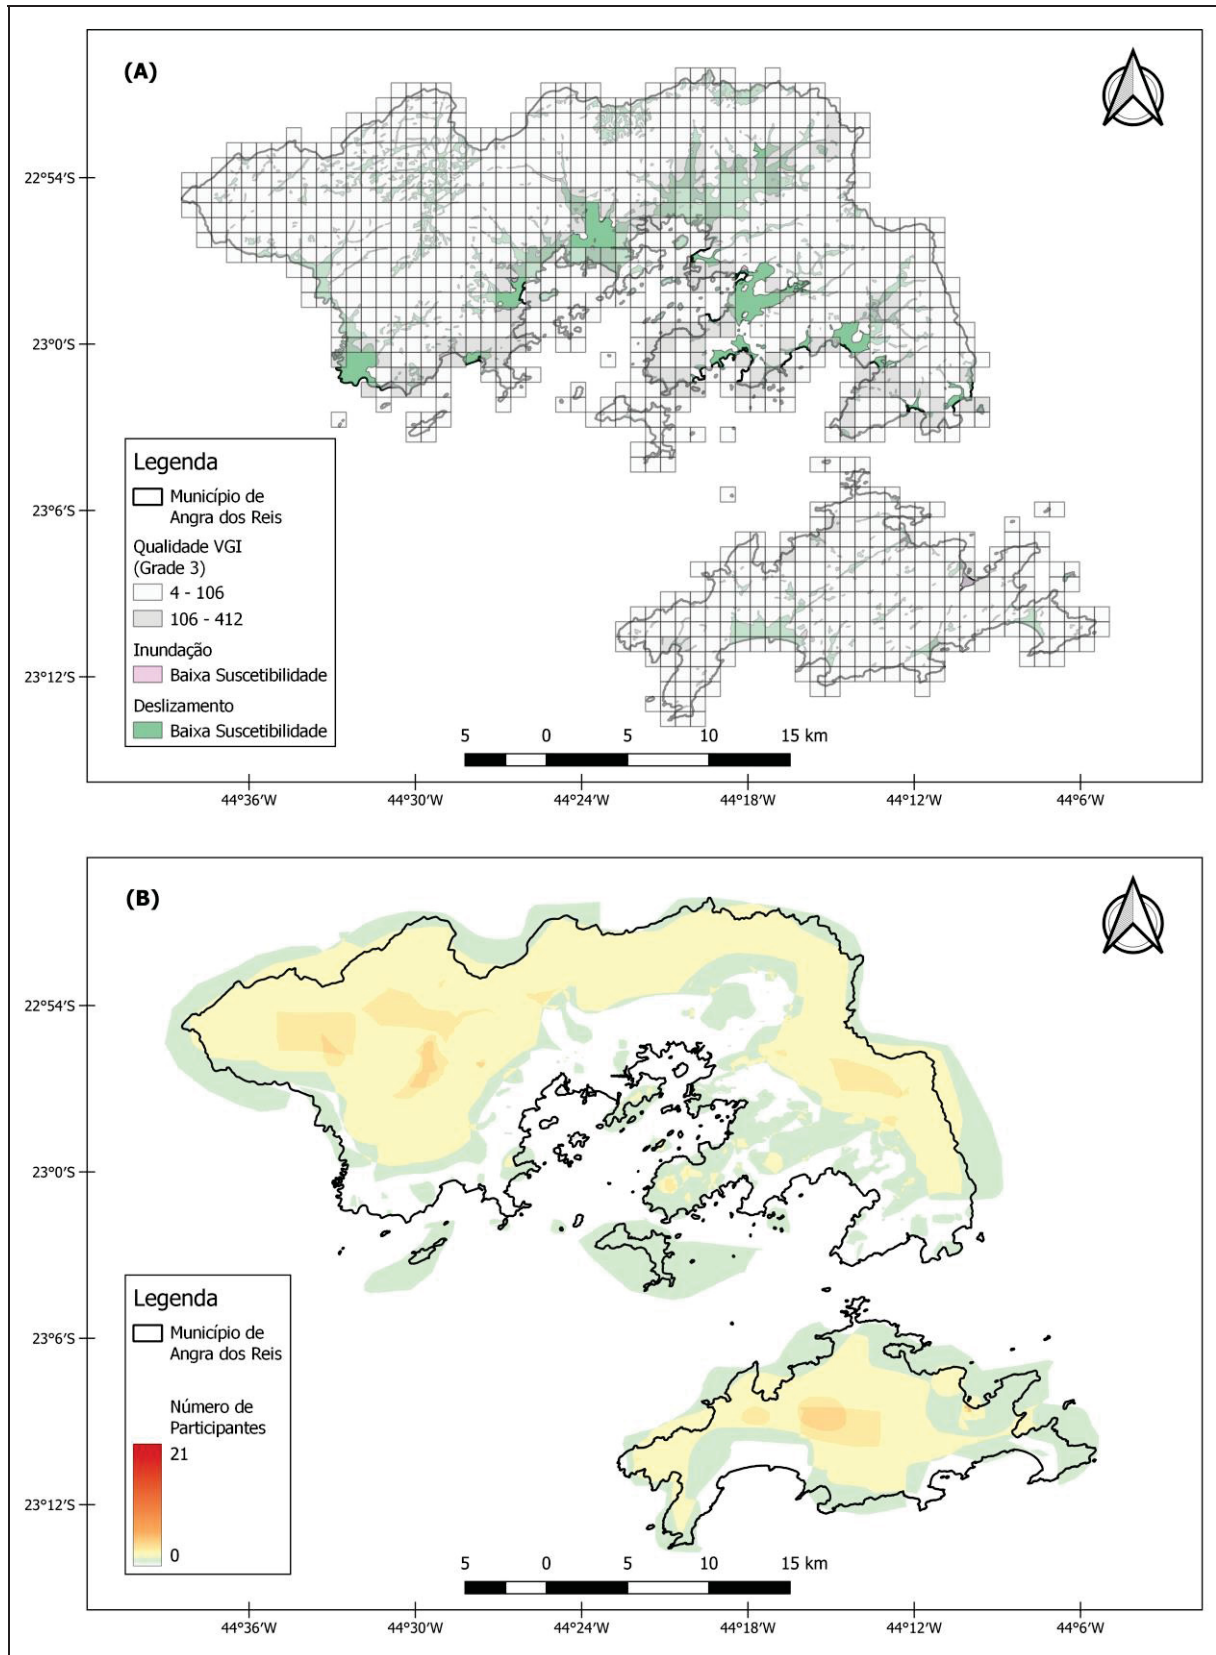 (A)
22°54'S
23°0'S
23°6'S
23°12'S
Legenda
Município de
Angra dos Reis
Qualidade VGI
(Grade 3)
4 - 106
106 - 412
Inundação
Baixa Suscetibilidade
Deslizamento
Baixa Suscetibilidade
5 0 5 10 15 km
44°36'W 44°30'W 44°24'W 44°18'W 44°12'W 44°6'W
(B)
22°54'S
23°0'S
23°6'S
23°12'S
Legenda
Município de
Angra dos Reis
Número de
Participantes
21
0
5 0 5 10 15 km
44°36'W 44°30'W 44°24'W 44°18'W 44°12'W 44°6'W